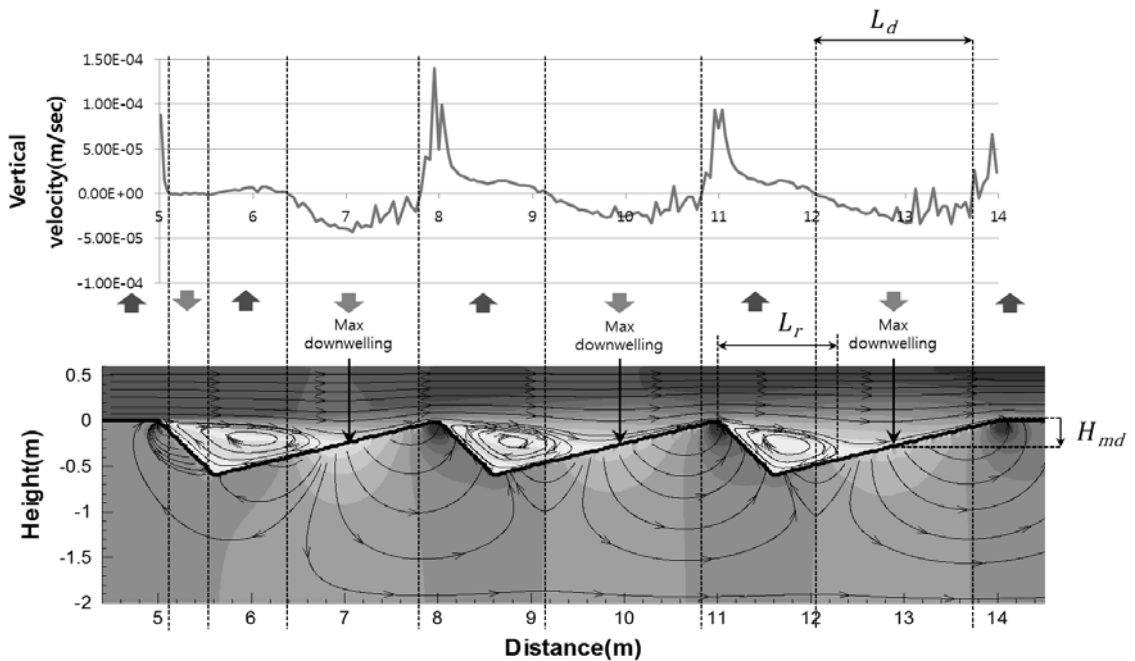 L_d
1.50E-04
1.00E-04
5.00E-05
0.00E+00
-5.00E-05
-1.00E-04
Vertical
velocity(m/sec)
5 6 7 8 9 10 11 12 13 14
Max
downwelling
Max
downwelling
L_r
Max
downwelling
0.5
0
-0.5
-1
-1.5
-2
Height(m)
H_md
5 6 7 8 9 10 11 12 13 14
Distance(m)